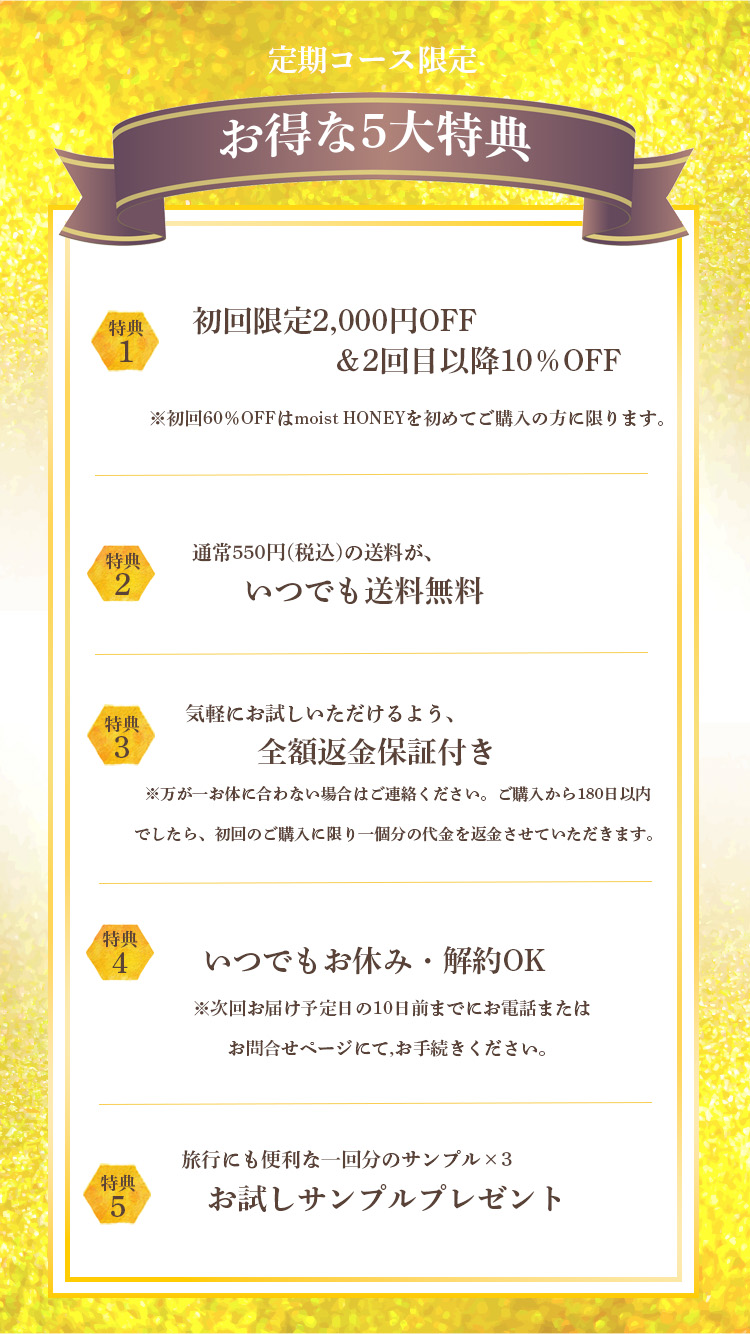 定期コース限定
お得な5大特典
特典
1
初回限定2,000円OFF
&2回目以降10%OFF
※初回60%OFFはmoist HONEYを初めてご購入の方に限ります。
特典
2
通常550円(税込)の送料が、
いつでも送料無料
特典
3
気軽にお試しいただけるよう、
全額返金保証付き
※万が一お体に合わない場合はご連絡ください。ご購入から180日以内
でしたら、初回のご購入に限り一個分の代金を返金させていただきます。
特典
4
いつでもお休み・解約OK
※次回お届け予定日の10日前までにお電話または
お問合せページにて,お手続きください。
特典
5
旅行にも便利な一回分のサンプル×3
お試しサンプルプレゼント